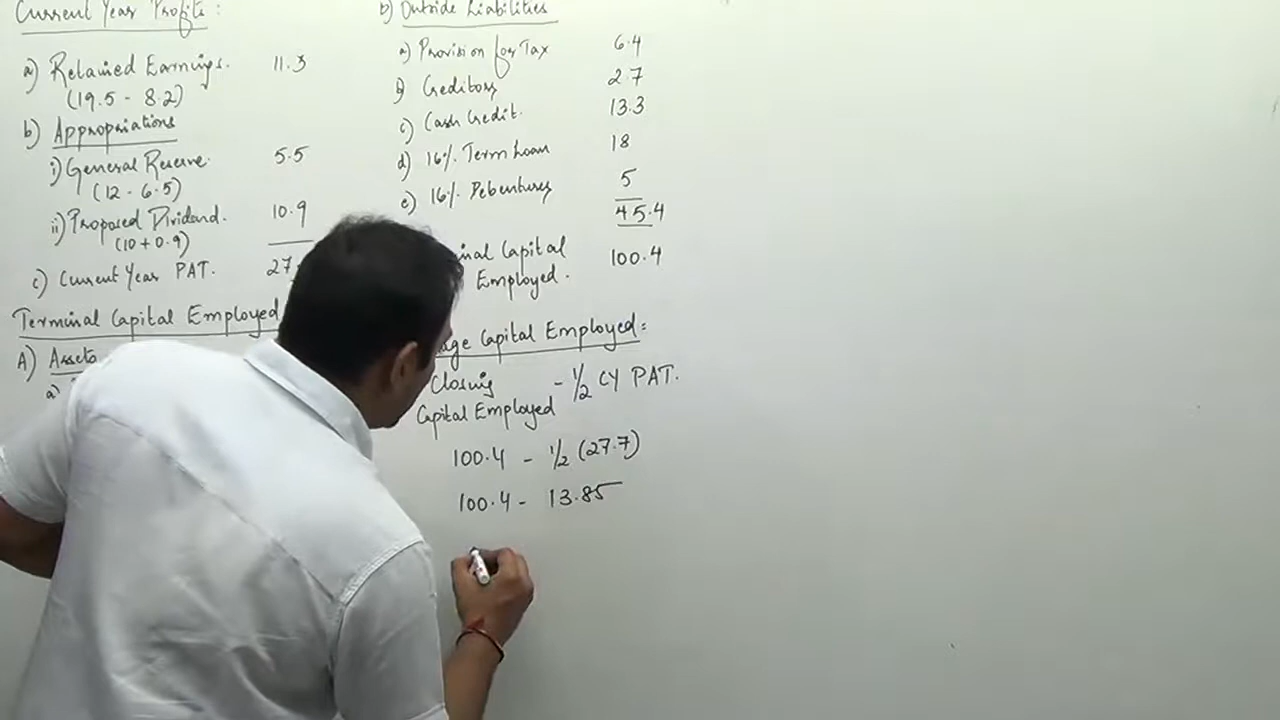 Current Year Profits:
a) Retained Earnings. 11.3
(19.5 - 8.2)
b) Appropriations
i) General Reserve. 5.5
(12 - 6.5)
ii) Proposed Dividend. 10.9
(10 + 0.9)
c) Current Year PAT. 27.
Terminal Capital Employed
A) Assets
a)
b) Outside Liabilities
a) Provision for Tax 6.4
b) Creditors 2.7
c) Cash Credit. 13.3
d) 16% Term Loan 18
e) 16% Debentures 5
45.4
Capital 100.4
Employed.
Capital Employed:
Closing - 1/2 CY PAT.
Capital Employed
100.4 - 1/2 (27.7)
100.4 - 13.85